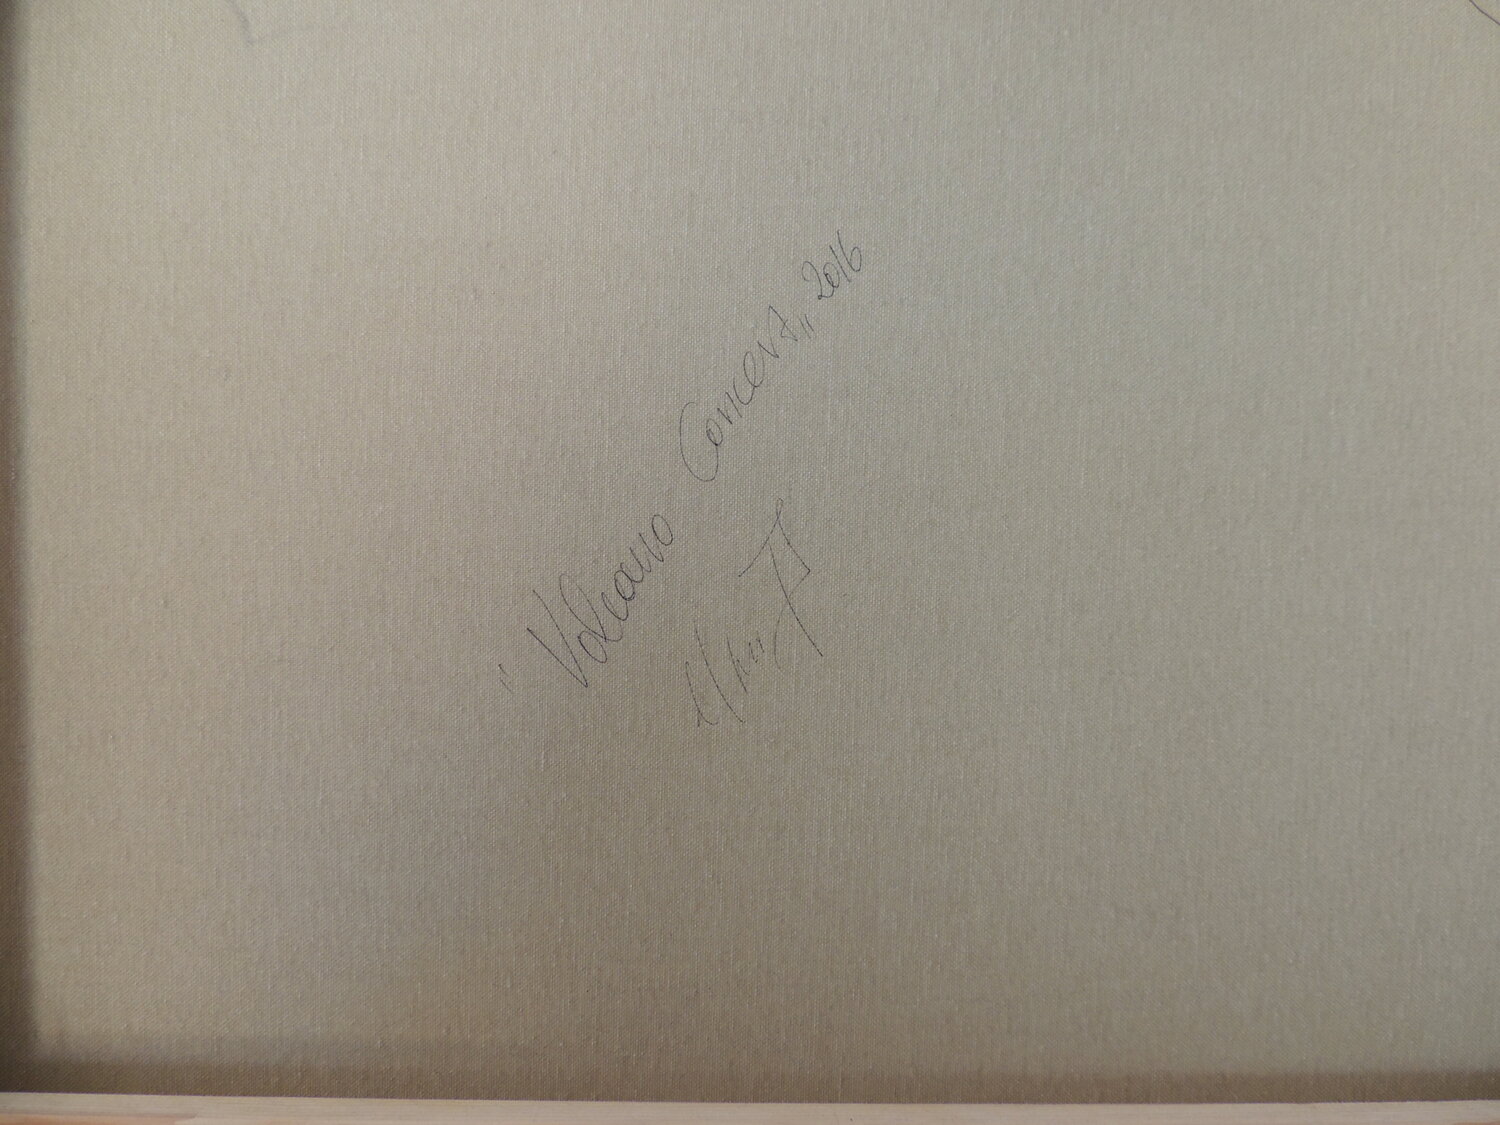 " Volcano Concert„ 2016